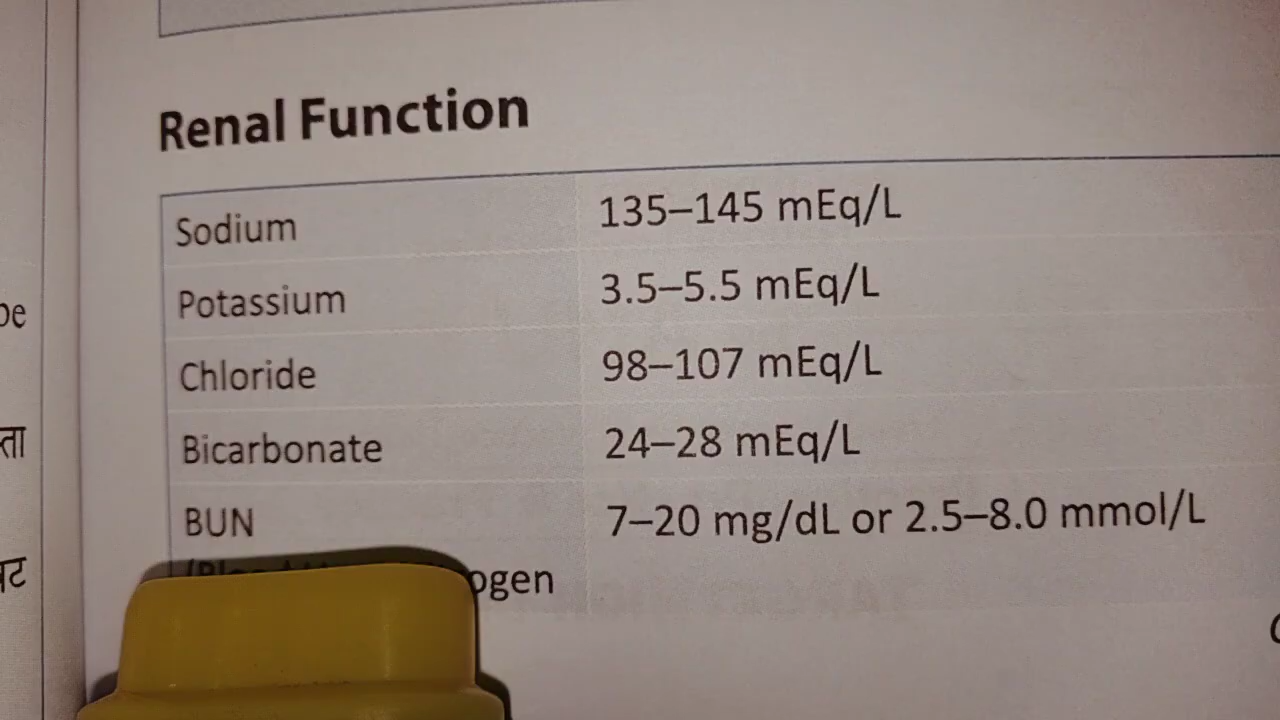 Renal Function
Sodium 135–145 mEq/L
Potassium 3.5–5.5 mEq/L
Chloride 98–107 mEq/L
Bicarbonate 24–28 mEq/L
BUN 7–20 mg/dL or 2.5–8.0 mmol/L